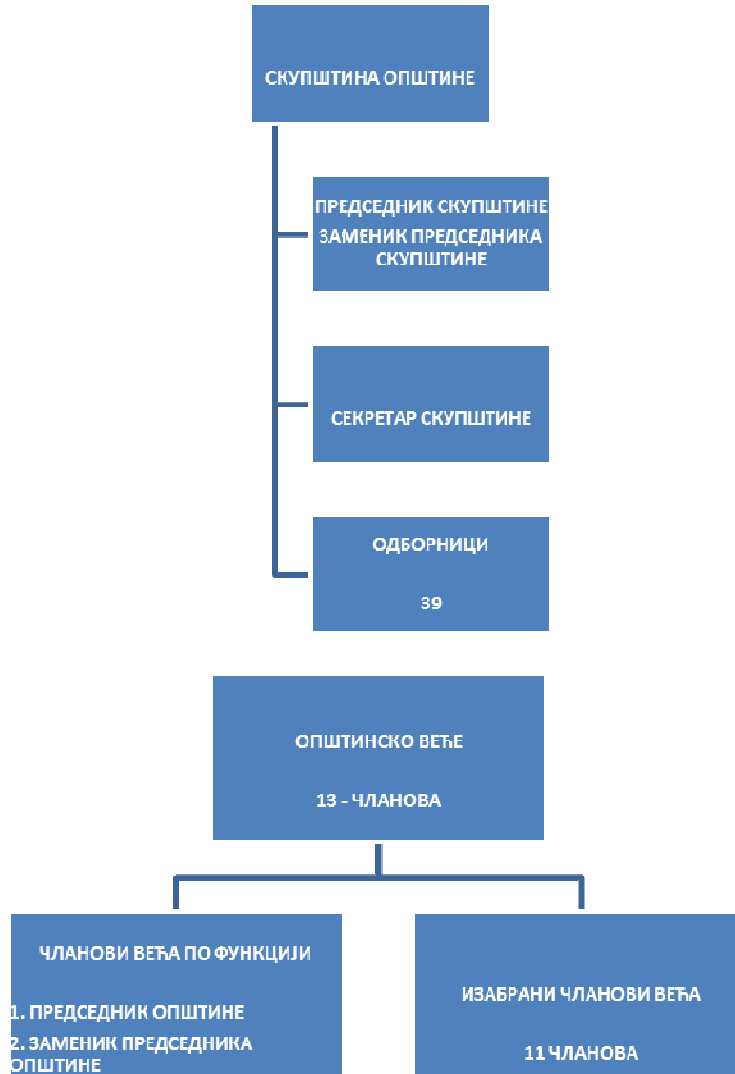 СКУПШТИНА ОПШТИНЕ
ПРЕДСЕДНИК СКУПШТИНЕ
ЗАМЕНИК ПРЕДСЕДНИКА
СКУПШТИНЕ
СЕКРЕТАР СКУПШТИНЕ
ОДБОРНИЦИ
39
ОПШТИНСКО ВЕЋЕ
13 - ЧЛАНОВА
ЧЛАНОВИ ВЕЋА ПО ФУНКЦИЈИ
1. ПРЕДСЕДНИК ОПШТИНЕ
2. ЗАМЕНИК ПРЕДСЕДНИКА
ОПШТИНЕ
ИЗАБРАНИ ЧЛАНОВИ ВЕЋА
11 ЧЛАНОВА